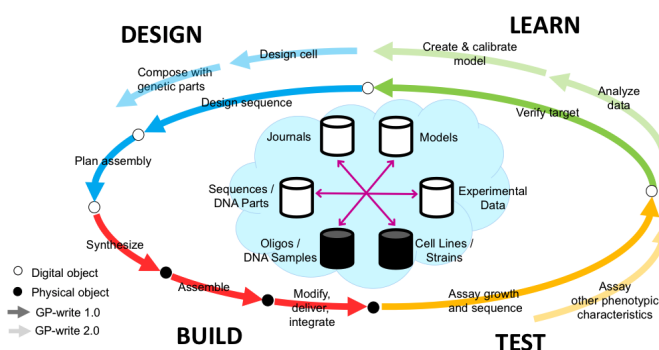 DESIGN
LEARN
Design cell
Create & calibrate
model
Compose with
genetic parts
Analyze
data
Design sequence
Verify target
Journals
Models
Plan assembly
Sequences /
DNA Parts
Experimental
Data
Synthesize
Oligos /
DNA Samples
Cell Lines /
Strains
Digital object
Physical object
GP-write 1.0
GP-write 2.0
Assemble
Modify,
deliver,
integrate
Assay growth
and sequence
Assay
other phenotypic
characteristics
BUILD
TEST